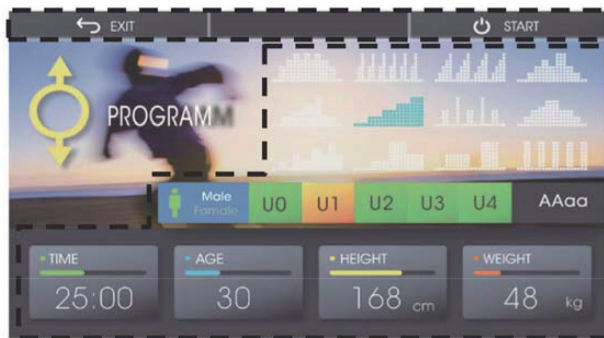 EXIT START
PROGRAMM
Male
Famale
U0 U1 U2 U3 U4 AAaa
TIME AGE HEIGHT WEIGHT
25:00 30 168 cm 48 kg